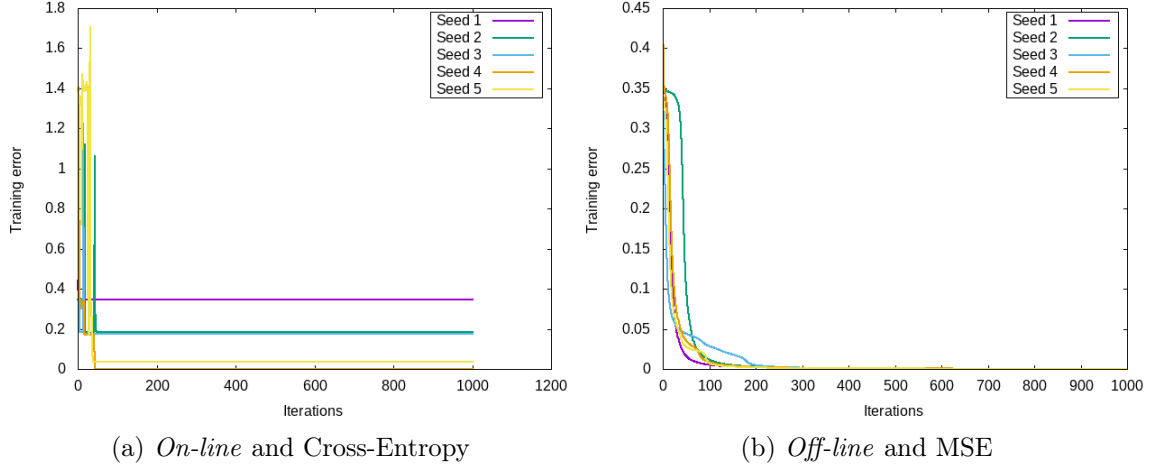 1.8
1.6
1.4
1.2
1
0.8
0.6
0.4
0.2
0
0
200
400
600
800
1000
1200
Training error
Iterations
Seed 1
Seed 2
Seed 3
Seed 4
Seed 5
(a) On-line and Cross-Entropy
0.45
0.4
0.35
0.3
0.25
0.2
0.15
0.1
0.05
0
0
100
200
300
400
500
600
700
800
900
1000
Training error
Iterations
Seed 1
Seed 2
Seed 3
Seed 4
Seed 5
(b) Off-line and MSE